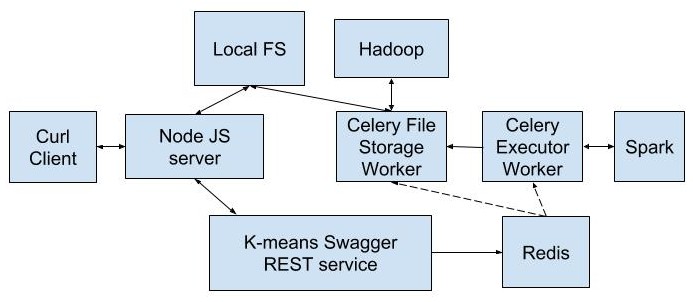 Local FS
Hadoop
Curl
Client
Node JS
server
Celery File
Storage
Worker
Celery
Executor
Worker
Spark
K-means Swagger
REST service
Redis